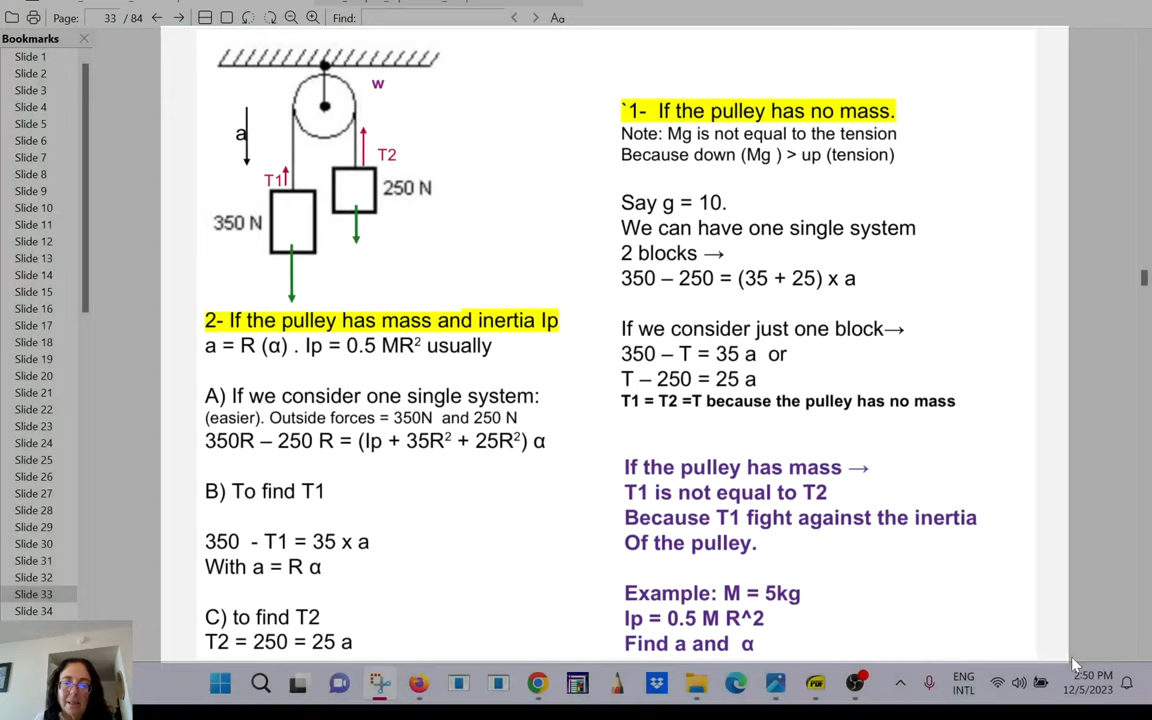 Page:
33 / 84
Find:
Aa
Bookmarks
Slide 1
Slide 2
Slide 3
Slide 4
Slide 5
Slide 6
Slide 7
Slide 8
Slide 9
Slide 10
Slide 11
Slide 12
Slide 13
Slide 14
Slide 15
Slide 16
Slide 17
Slide 18
Slide 19
Slide 20
Slide 21
Slide 22
Slide 23
Slide 24
Slide 25
Slide 26
Slide 27
Slide 28
Slide 29
Slide 30
Slide 31
Slide 32
Slide 33
Slide 34
w
a
T1
T2
250 N
350 N
2- If the pulley has mass and inertia Ip
a = R (α) . Ip = 0.5 MR² usually
A) If we consider one single system:
(easier). Outside forces = 350N and 250 N
350R – 250 R = (Ip + 35R² + 25R²) α
B) To find T1
350 - T1 = 35 x a
With a = R α
C) to find T2
T2 = 250 = 25 a
`1- If the pulley has no mass.
Note: Mg is not equal to the tension
Because down (Mg ) > up (tension)
Say g = 10.
We can have one single system
2 blocks →
350 – 250 = (35 + 25) x a
If we consider just one block→
350 – T = 35 a or
T – 250 = 25 a
T1 = T2 =T because the pulley has no mass
If the pulley has mass →
T1 is not equal to T2
Because T1 fight against the inertia
Of the pulley.
Example: M = 5kg
Ip = 0.5 M R^2
Find a and α
ENG
INTL
2:50 PM
12/5/2023